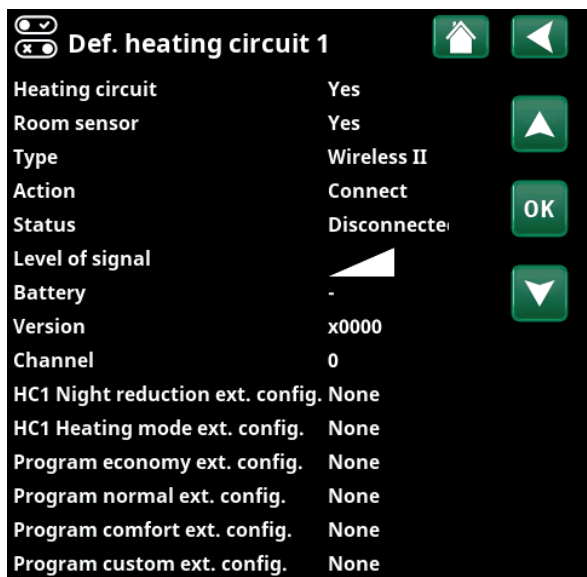 Def. heating circuit 1
Heating circuit Yes
Room sensor Yes
Type Wireless II
Action Connect
Status Disconnecte
OK
Level of signal
Battery -
Version x0000
Channel 0
HC1 Night reduction ext. config. None
HC1 Heating mode ext. config. None
Program economy ext. config. None
Program normal ext. config. None
Program comfort ext. config. None
Program custom ext. config. None